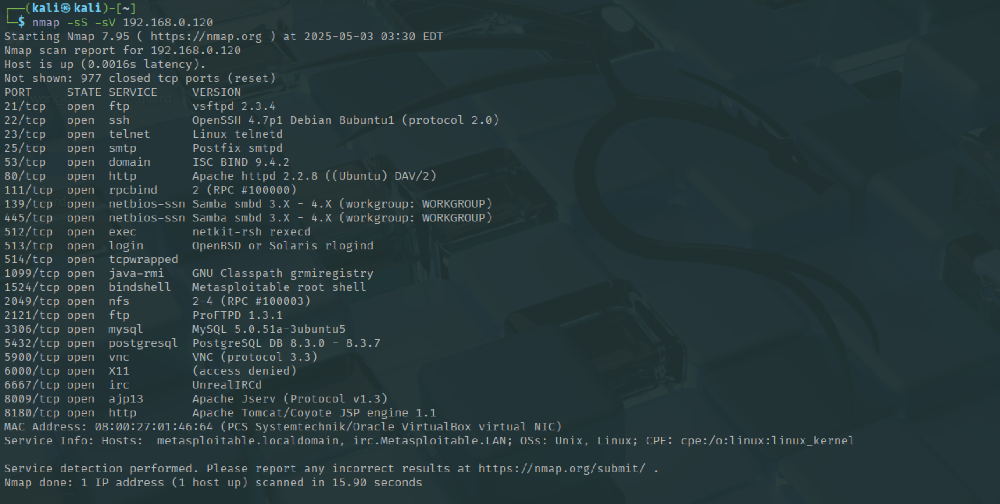 ┌──(kali㉿kali)-[~]
└─$ nmap -sS -sV 192.168.0.120
Starting Nmap 7.95 ( https://nmap.org ) at 2025-05-03 03:30 EDT
Nmap scan report for 192.168.0.120
Host is up (0.0016s latency).
Not shown: 977 closed tcp ports (reset)
PORT     STATE SERVICE     VERSION
21/tcp   open  ftp         vsftpd 2.3.4
22/tcp   open  ssh         OpenSSH 4.7p1 Debian 8ubuntu1 (protocol 2.0)
23/tcp   open  telnet      Linux telnetd
25/tcp   open  smtp        Postfix smtpd
53/tcp   open  domain      ISC BIND 9.4.2
80/tcp   open  http        Apache httpd 2.2.8 ((Ubuntu) DAV/2)
111/tcp  open  rpcbind     2 (RPC #100000)
139/tcp  open  netbios-ssn Samba smbd 3.X - 4.X (workgroup: WORKGROUP)
445/tcp  open  netbios-ssn Samba smbd 3.X - 4.X (workgroup: WORKGROUP)
512/tcp  open  exec        netkit-rsh rexecd
513/tcp  open  login       OpenBSD or Solaris rlogind
514/tcp  open  tcpwrapped
1099/tcp open  java-rmi    GNU Classpath grmiregistry
1524/tcp open  bindshell   Metasploitable root shell
2049/tcp open  nfs         2-4 (RPC #100003)
2121/tcp open  ftp         ProFTPD 1.3.1
3306/tcp open  mysql       MySQL 5.0.51a-3ubuntu5
5432/tcp open  postgresql  PostgreSQL DB 8.3.0 - 8.3.7
5900/tcp open  vnc         VNC (protocol 3.3)
6000/tcp open  X11         (access denied)
6667/tcp open  irc         UnrealIRCd
8009/tcp open  ajp13       Apache Jserv (Protocol v1.3)
8180/tcp open  http        Apache Tomcat/Coyote JSP engine 1.1
MAC Address: 08:00:27:01:46:64 (PCS Systemtechnik/Oracle VirtualBox virtual NIC)
Service Info: Hosts:  metasploitable.localdomain, irc.Metasploitable.LAN; OSs: Unix, Linux; CPE: cpe:/o:linux:linux_kernel
Service detection performed. Please report any incorrect results at https://nmap.org/submit/ .
Nmap done: 1 IP address (1 host up) scanned in 15.90 seconds